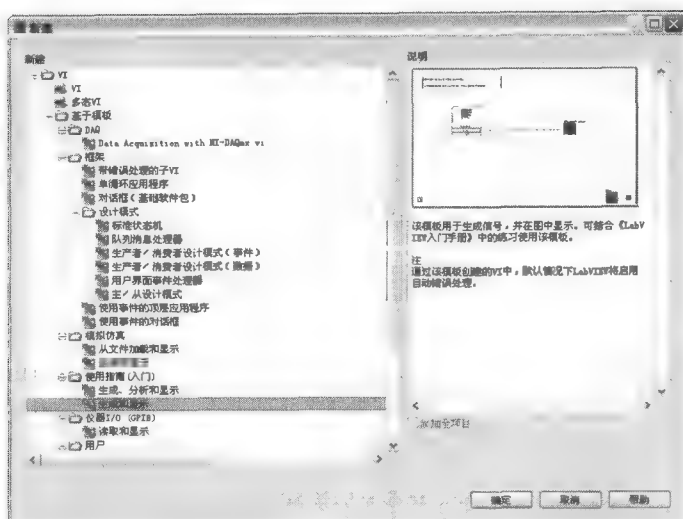 新建
新建
VI
VI
多态VI
基于模板
DAQ
Data Acquisition with NI-DAQmx vi
框架
带错误处理的子VI
单循环应用程序
对话框(基础软件包)
设计模式
标准状态机
队列消息处理器
生产者/消费者设计模式(事件)
生产者/消费者设计模式(数据)
用户界面事件处理器
主/从设计模式
使用事件的顶层应用程序
使用事件的对话框
模拟仿真
从文件加载和显示
使用指南(入门)
生成、分析和显示
生成和显示
仪器I/O (GPIB)
读取和显示
用户
说明
该模板用于生成信号,并在图中显示。可结合《LabV
IEW入门手册》中的练习使用该模板。
注
通过该模板创建的VI中,默认情况下LabVIEW将启用
自动错误处理。
添加至项目
确定
取消
帮助